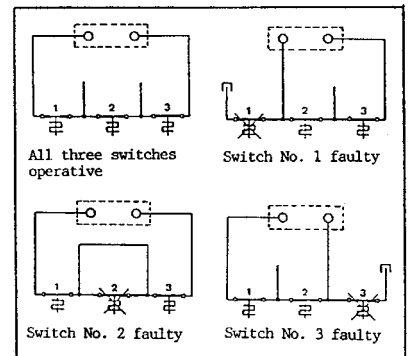 1 2 3
All three switches
operative
1 2 3
Switch No. 1 faulty
1 2 3
Switch No. 2 faulty
1 2 3
Switch No. 3 faulty